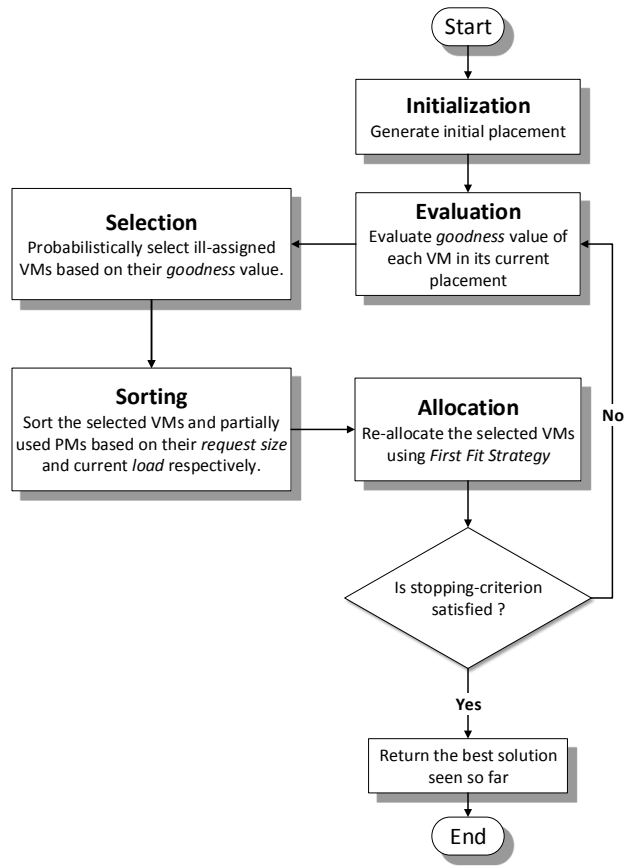 Start
Initialization
Generate initial placement
Evaluation
Evaluate goodness value of
each VM in its current
placement
Selection
Probabilistically select ill-assigned
VMs based on their goodness value.
Sorting
Sort the selected VMs and partially
used PMs based on their request size
and current load respectively.
Allocation
Re-allocate the selected VMs
using First Fit Strategy
No
Is stopping-criterion
satisfied ?
Yes
Return the best solution
seen so far
End